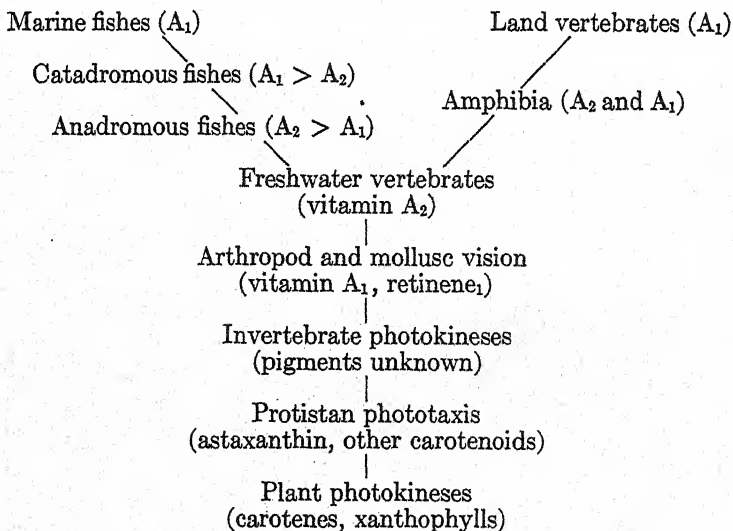 Marine fishes (A₁)
Land vertebrates (A₁)
Catadromous fishes (A₁ > A₂)
Amphibia (A₂ and A₁)
Anadromous fishes (A₂ > A₁)
Freshwater vertebrates
(vitamin A₂)
Arthropod and mollusc vision
(vitamin A₁, retinene₁)
Invertebrate photokineses
(pigments unknown)
Protistan phototaxis
(astaxanthin, other carotenoids)
Plant photokineses
(carotenes, xanthophylls)